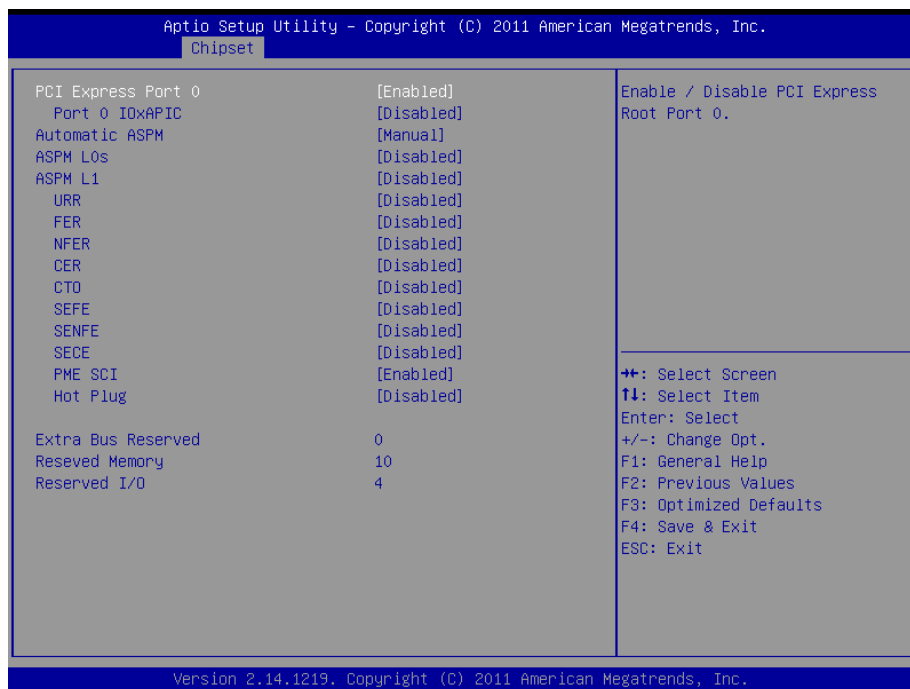 Aptio Setup Utility – Copyright (C) 2011 American Megatrends, Inc.
Chipset
PCI Express Port 0 [Enabled]
Port 0 IOxAPIC [Disabled]
Automatic ASPM [Manual]
ASPM L0s [Disabled]
ASPM L1 [Disabled]
URR [Disabled]
FER [Disabled]
NFER [Disabled]
CER [Disabled]
CTO [Disabled]
SEFE [Disabled]
SENFE [Disabled]
SECE [Disabled]
PME SCI [Enabled]
Hot Plug [Disabled]
Extra Bus Reserved 0
Reseved Memory 10
Reserved I/O 4
Enable / Disable PCI Express
Root Port 0.
→←: Select Screen
↑↓: Select Item
Enter: Select
+/-: Change Opt.
F1: General Help
F2: Previous Values
F3: Optimized Defaults
F4: Save & Exit
ESC: Exit
Version 2.14.1219. Copyright (C) 2011 American Megatrends, Inc.